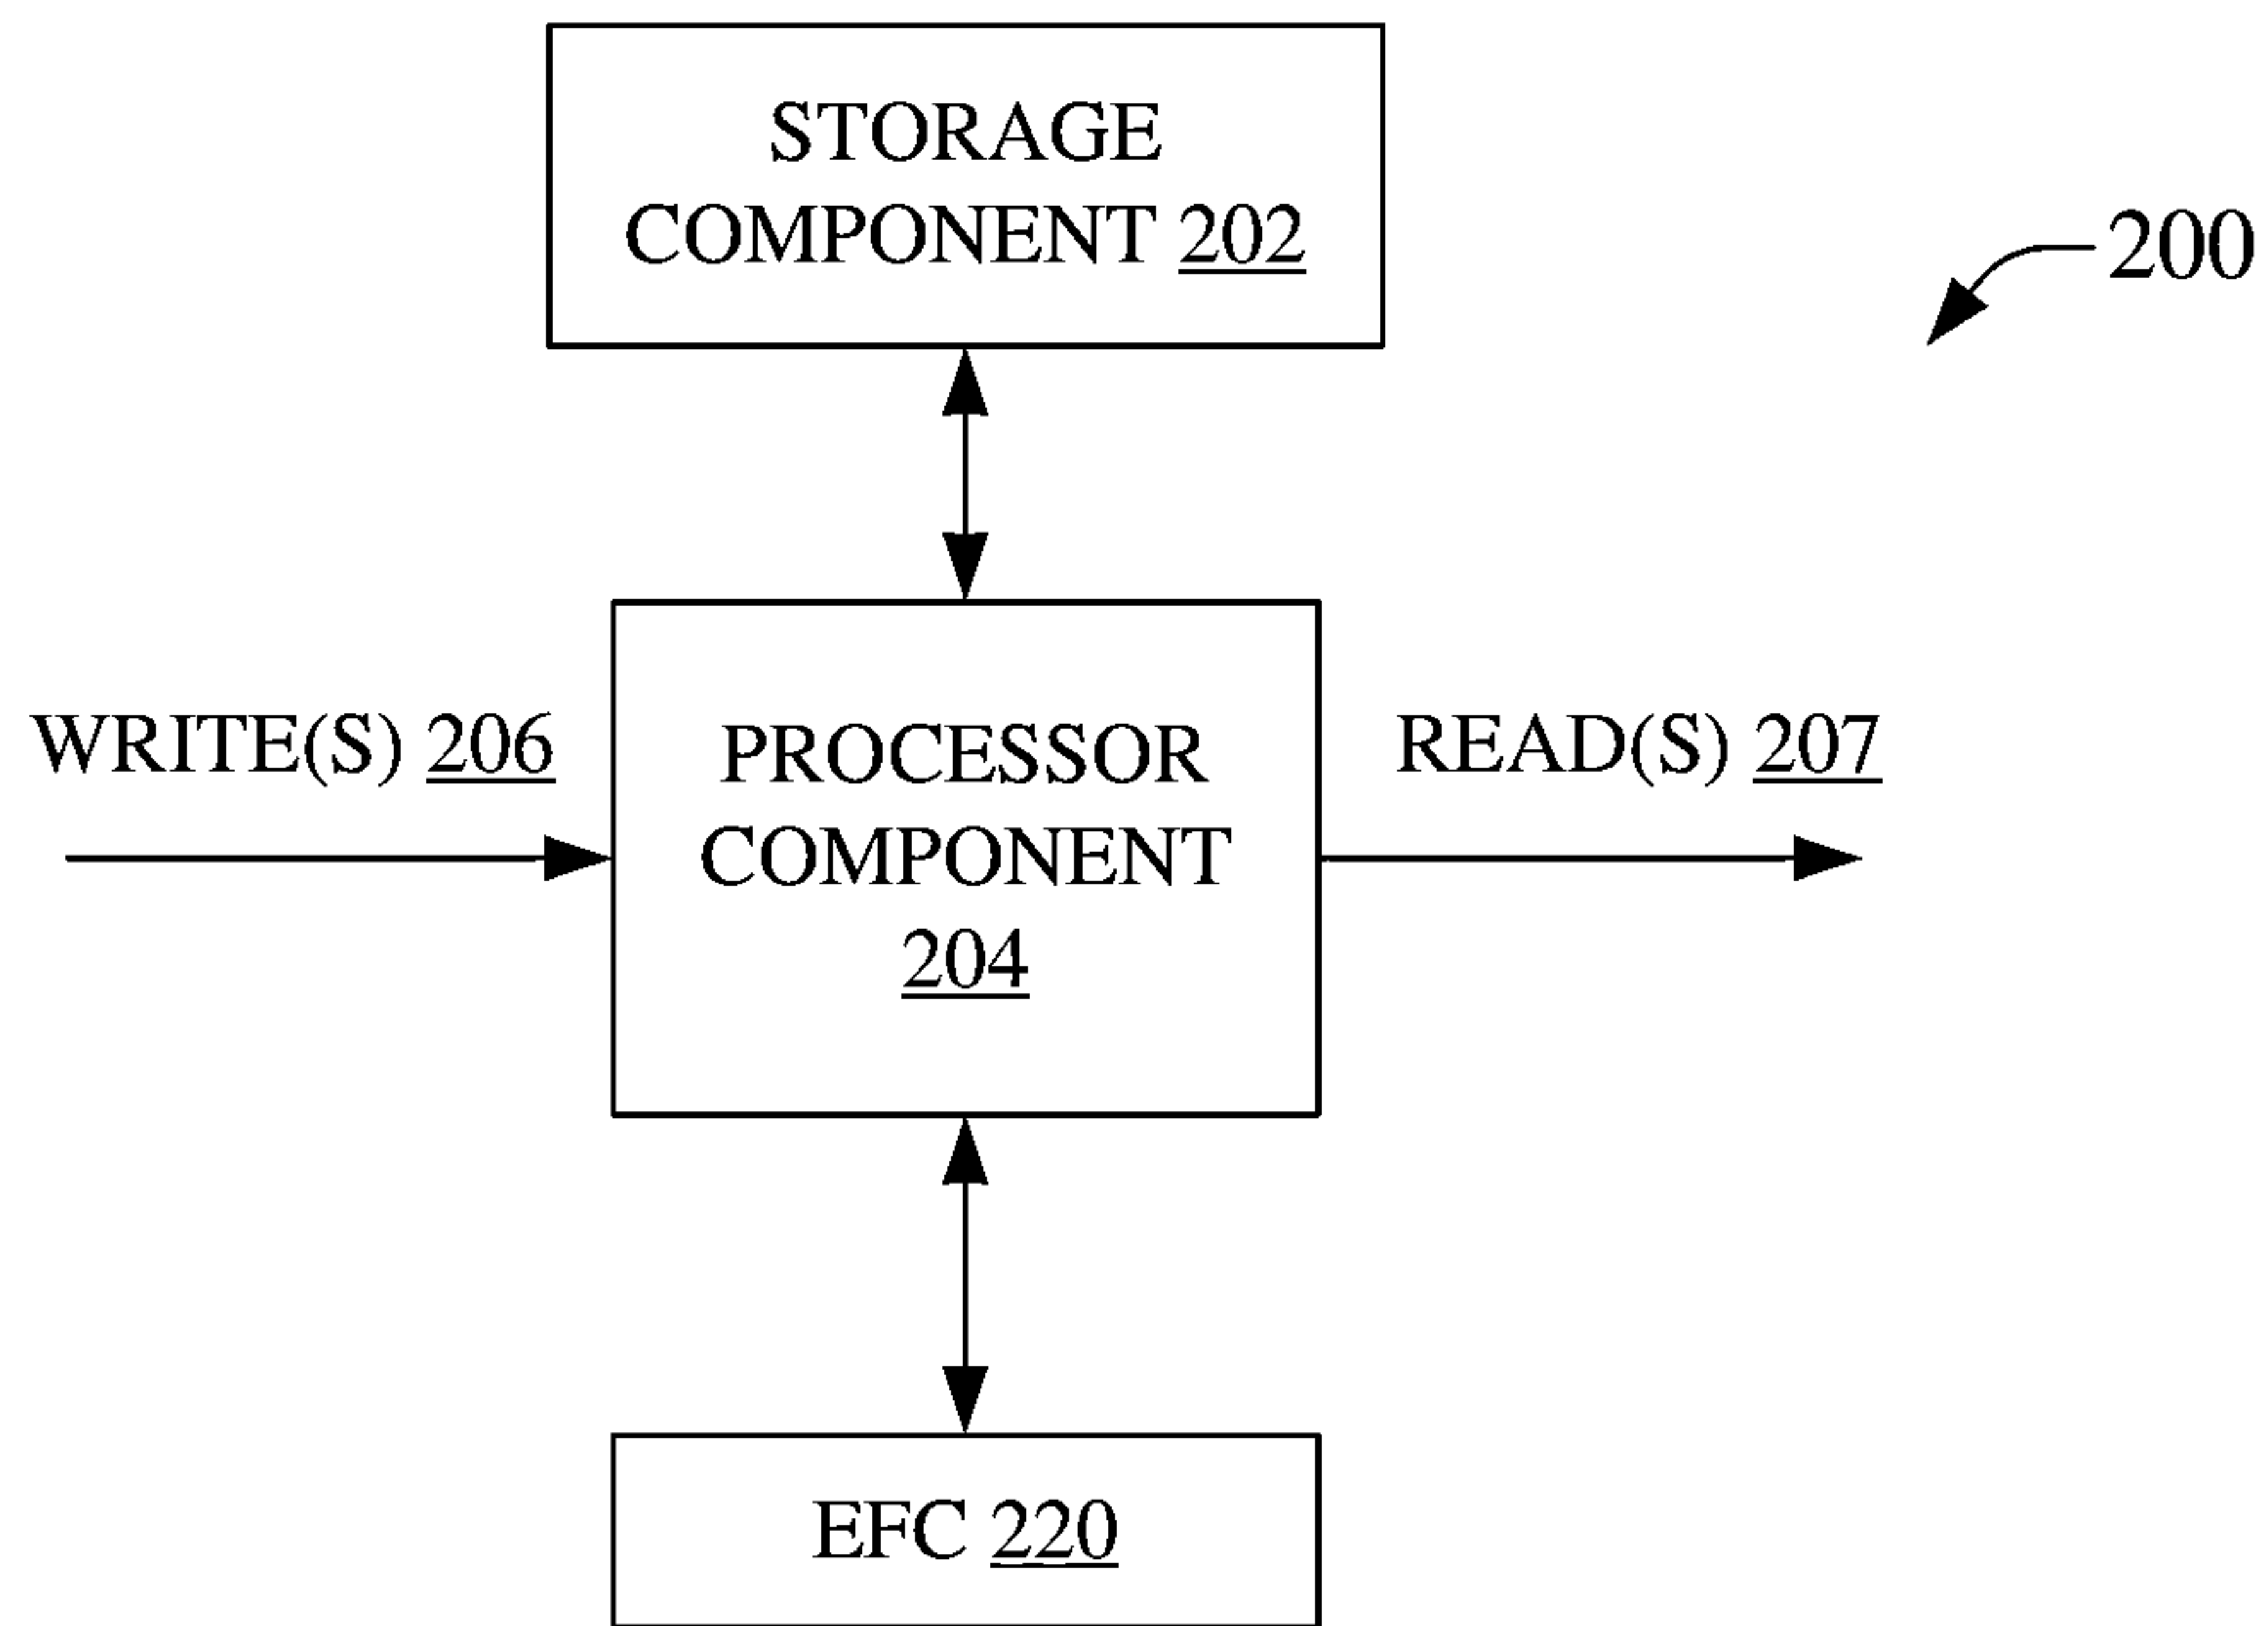 STORAGE
COMPONENT 202
200
WRITE(S) 206
PROCESSOR
COMPONENT
204
READ(S) 207
EFC 220